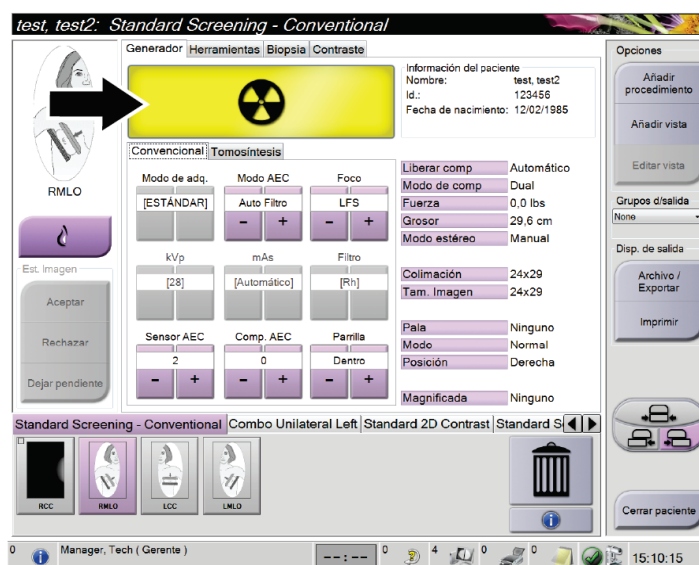 test, test2: Standard Screening - Conventional
Generador Herramientas Biopsia Contraste
Opciones
Información del paciente
Nombre: test, test2
Id.: 123456
Fecha de nacimiento: 12/02/1985
Añadir procedimiento
Añadir vista
Editar vista
Grupos d/salida
None
Disp. de salida
Archivo / Exportar
Imprimir
Cerrar paciente
RMLO
Est. Imagen
Aceptar
Rechazar
Dejar pendiente
Convencional Tomosíntesis
Modo de adq. Modo AEC Foco
[ESTÁNDAR] Auto Filtro LFS
- + - +
kVp mAs Filtro
[28] [Automático] [Rh]
Sensor AEC Comp. AEC Parrilla
2 0 Dentro
- + - + - +
Liberar comp Automático
Modo de comp Dual
Fuerza 0,0 lbs
Grosor 29,6 cm
Modo estéreo Manual
Colimación 24x29
Tam. Imagen 24x29
Pala Ninguno
Modo Normal
Posición Derecha
Magnificada Ninguno
Standard Screening - Conventional Combo Unilateral Left Standard 2D Contrast Standard S
RCC RMLO LCC LMLO
0 Manager, Tech ( Gerente ) --:-- 0 4 0 0 15:10:15